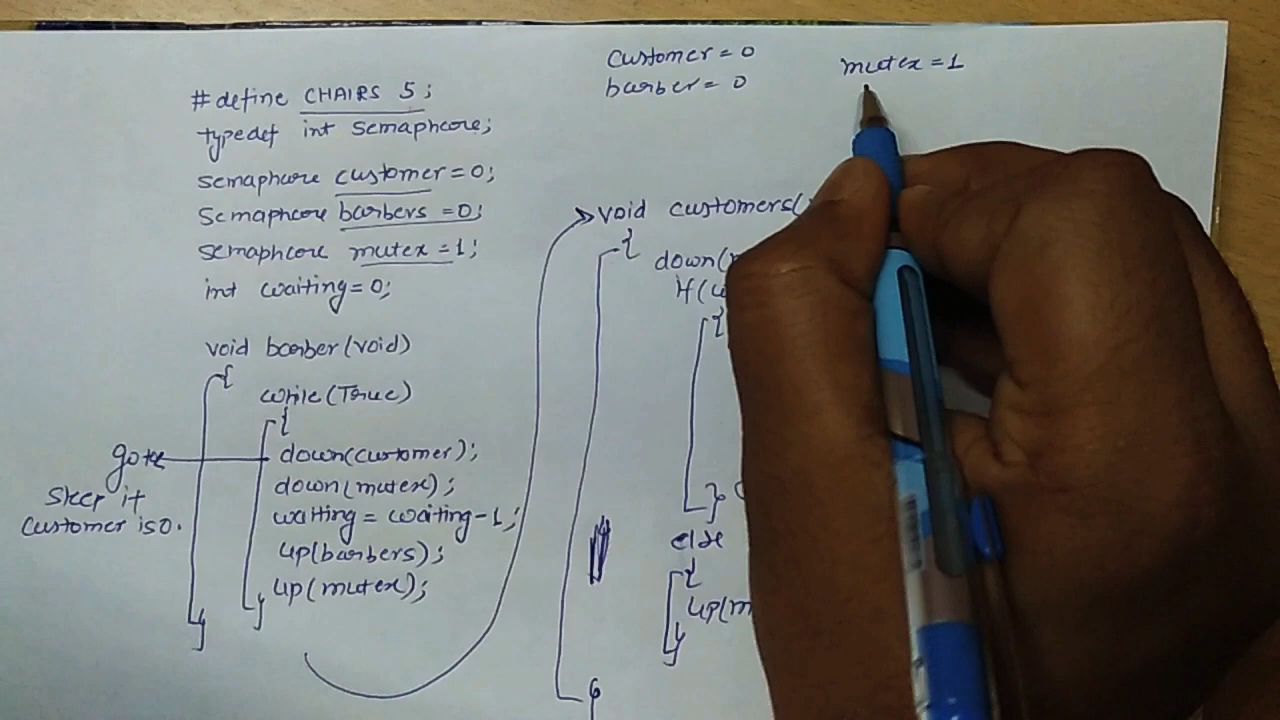 # define CHAIRS 5;
typedef int semaphore;
semaphore customer = 0;
semaphore barbers = 0;
semaphore mutex = 1;
int waiting = 0;
void barber(void)
{
while(True)
{
down(customer);
down(mutex);
waiting = waiting - 1;
up(barbers);
up(mutex);
}
}
goto
sleep if
customer is 0.
customer = 0
barber = 0
mutex = 1
void customers(
{
down(
If(
{
}
else
{
up(m
}